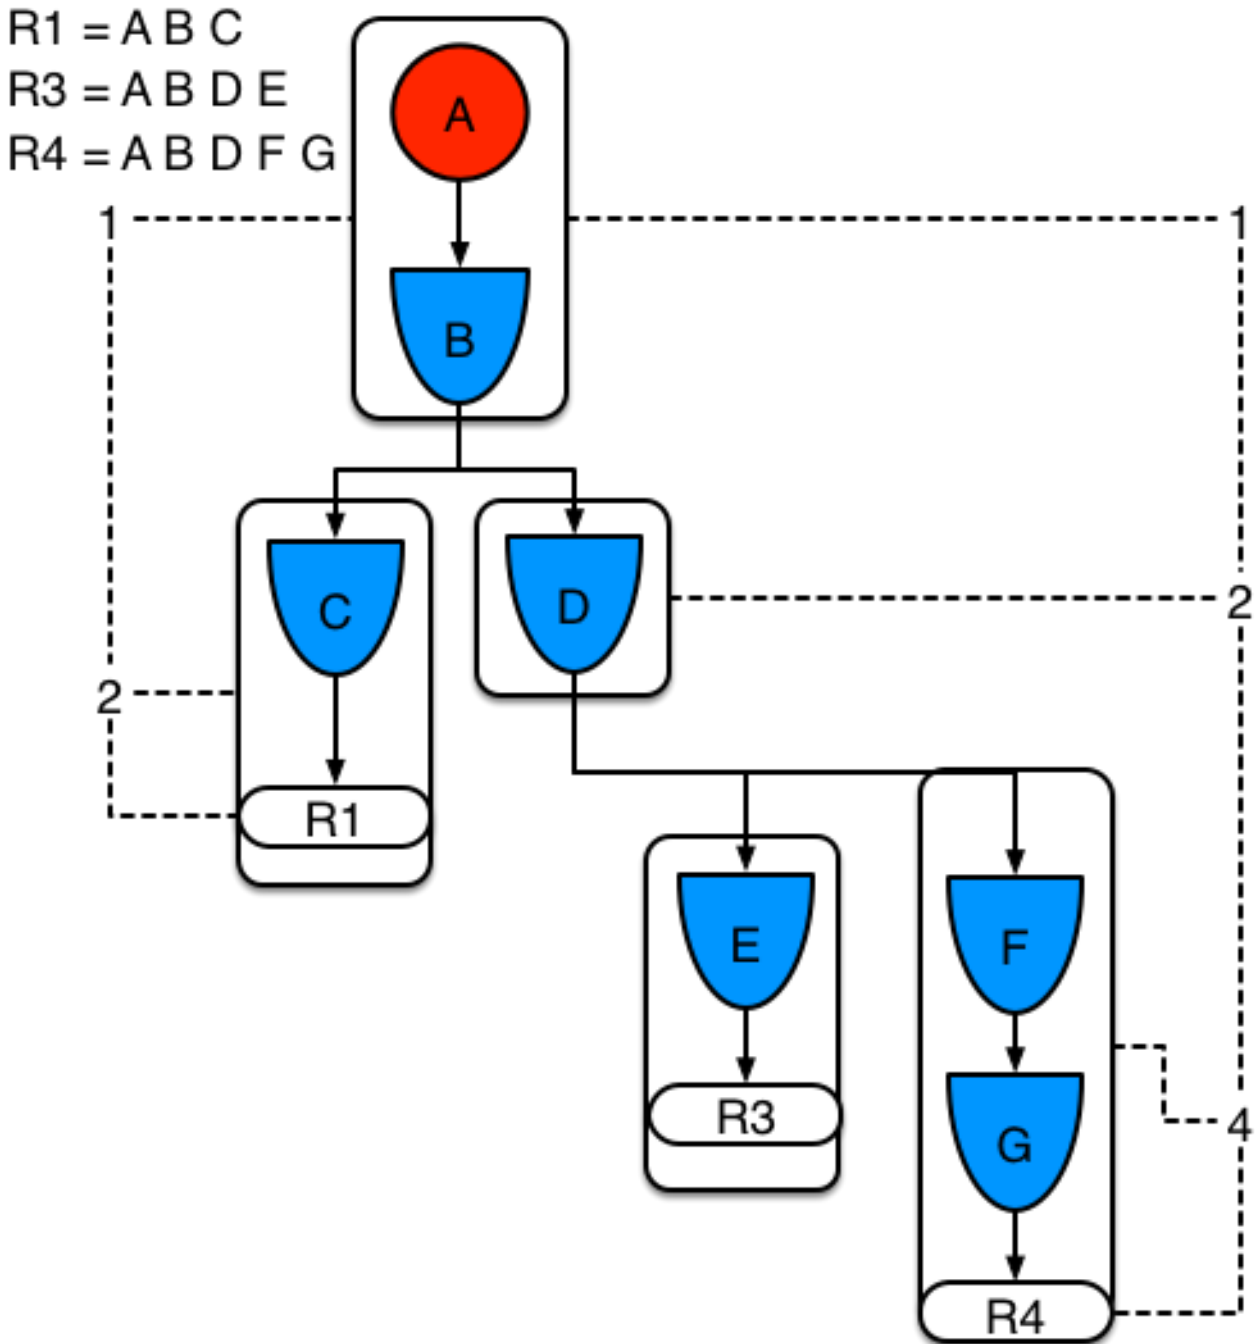 R1 = A B C
R3 = A B D E
R4 = A B D F G
A
1
1
B
C
D
2
2
R1
E
F
R3
G
4
R4